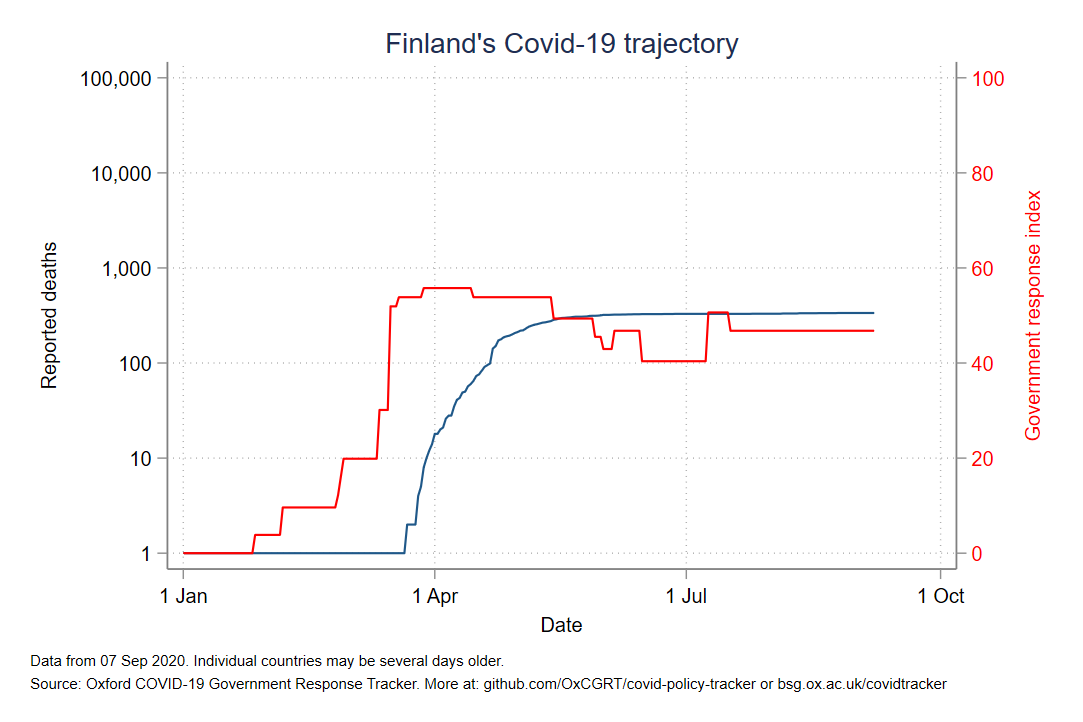 Finland's Covid-19 trajectory
100,000
10,000
1,000
100
10
1
Reported deaths
100
80
60
40
20
0
Government response index
1 Jan
1 Apr
1 Jul
1 Oct
Date
Data from 07 Sep 2020. Individual countries may be several days older.
Source: Oxford COVID-19 Government Response Tracker. More at: github.com/OxCGRT/covid-policy-tracker or bsg.ox.ac.uk/covidtracker